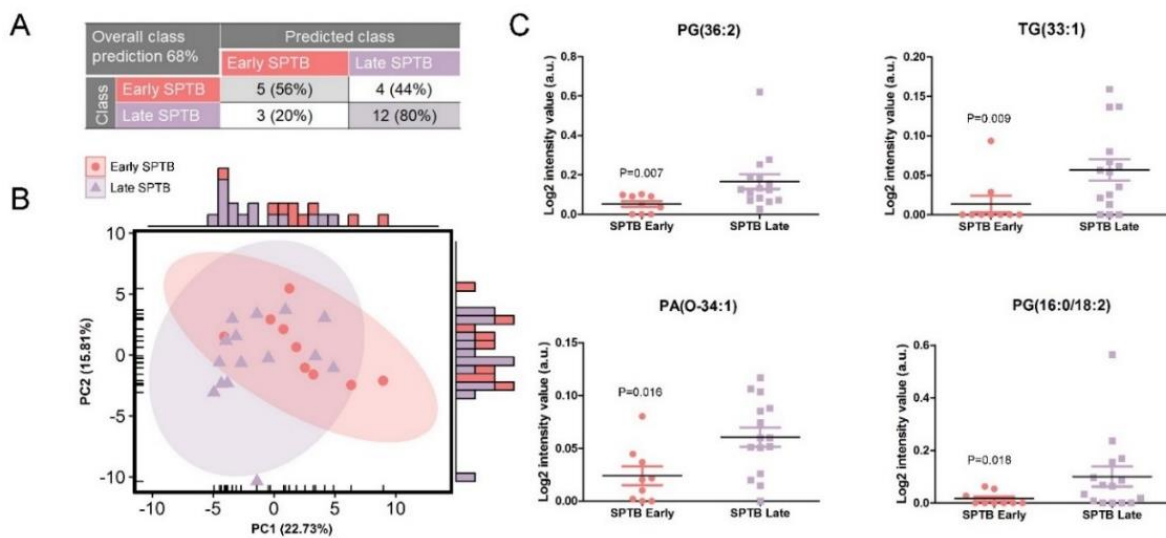 A
Overall class prediction 68%
Predicted class
Early SPTB
Late SPTB
Class
Early SPTB
5 (56%)
4 (44%)
Late SPTB
3 (20%)
12 (80%)
Early SPTB
Late SPTB
B
10
5
0
-5
-10
PC2 (15.81%)
-10
-5
0
5
10
PC1 (22.73%)
C
PG(36:2)
Log2 intensity value (a.u.)
0.8
0.6
0.4
0.2
0.0
P=0.007
SPTB Early
SPTB Late
TG(33:1)
Log2 intensity value (a.u.)
0.20
0.15
0.10
0.05
0.00
P=0.009
SPTB Early
SPTB Late
PA(O-34:1)
Log2 intensity value (a.u.)
0.15
0.10
0.05
0.00
P=0.016
SPTB Early
SPTB Late
PG(16:0/18:2)
Log2 intensity value (a.u.)
0.6
0.4
0.2
0.0
P=0.018
SPTB Early
SPTB Late